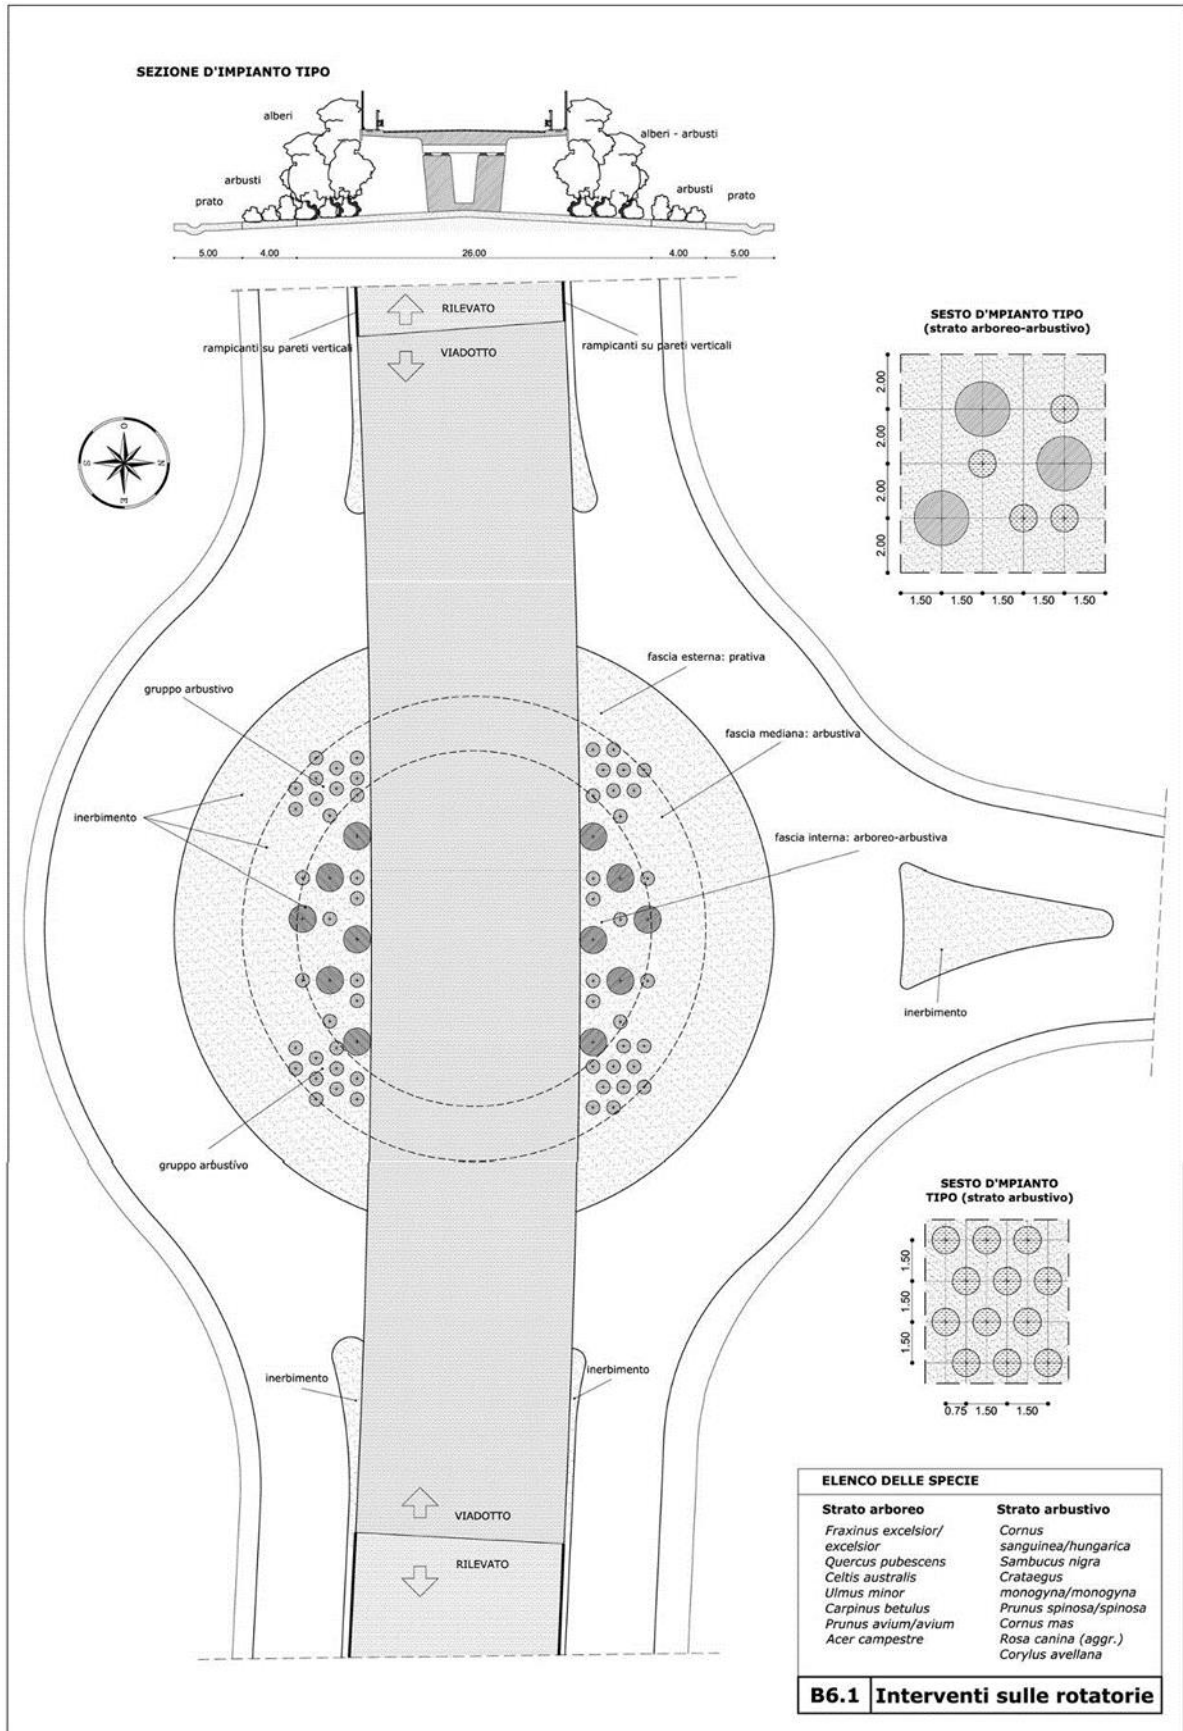 SEZIONE D'IMPIANTO TIPO
alberi
alberi - arbusti
arbusti
arbusti
prato
prato
5.00
4.00
26.00
4.00
5.00
RILEVATO
rampicanti su pareti verticali
rampicanti su pareti verticali
VIADOTTO
SESTO D'MPIANTO TIPO
(strato arboreo-arbustivo)
2.00
2.00
2.00
2.00
1.50
1.50
1.50
1.50
1.50
O
S
N
E
fascia esterna: prativa
gruppo arbustivo
fascia mediana: arbustiva
inerbimento
fascia interna: arboreo-arbustiva
inerbimento
gruppo arbustivo
SESTO D'MPIANTO
TIPO (strato arbustivo)
1.50
1.50
1.50
0.75
1.50
1.50
inerbimento
inerbimento
VIADOTTO
RILEVATO
ELENCO DELLE SPECIE
Strato arboreo
Fraxinus excelsior/
excelsior
Quercus pubescens
Celtis australis
Ulmus minor
Carpinus betulus
Prunus avium/avium
Acer campestre
Strato arbustivo
Cornus
sanguinea/hungarica
Sambucus nigra
Crataegus
monogyna/monogyna
Prunus spinosa/spinosa
Cornus mas
Rosa canina (aggr.)
Corylus avellana
B6.1 Interventi sulle rotatorie